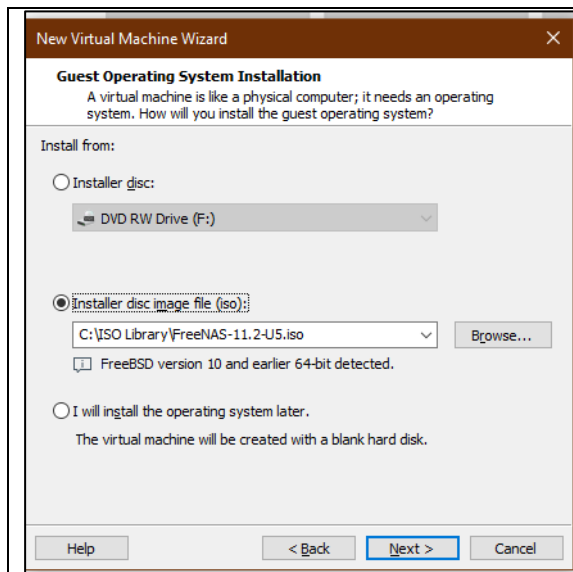 New Virtual Machine Wizard
Guest Operating System Installation
A virtual machine is like a physical computer; it needs an operating
system. How will you install the guest operating system?
Install from:
Installer disc:
DVD RW Drive (F:)
Installer disc image file (iso):
C:\ISO Library\FreeNAS-11.2-U5.iso
Browse...
FreeBSD version 10 and earlier 64-bit detected.
I will install the operating system later.
The virtual machine will be created with a blank hard disk.
Help
< Back
Next >
Cancel